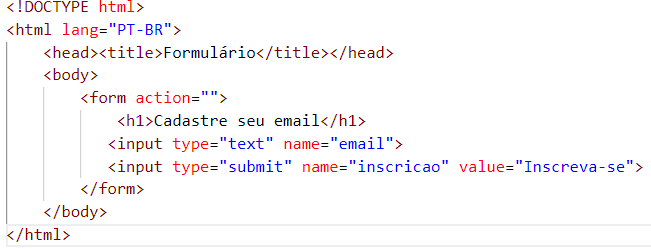 <!DOCTYPE html>
<html lang="PT-BR">
<head><title>Formulário</title></head>
<body>
<form action="">
<h1>Cadastre seu email</h1>
<input type="text" name="email">
<input type="submit" name="inscricao" value="Inscreva-se">
</form>
</body>
</html>